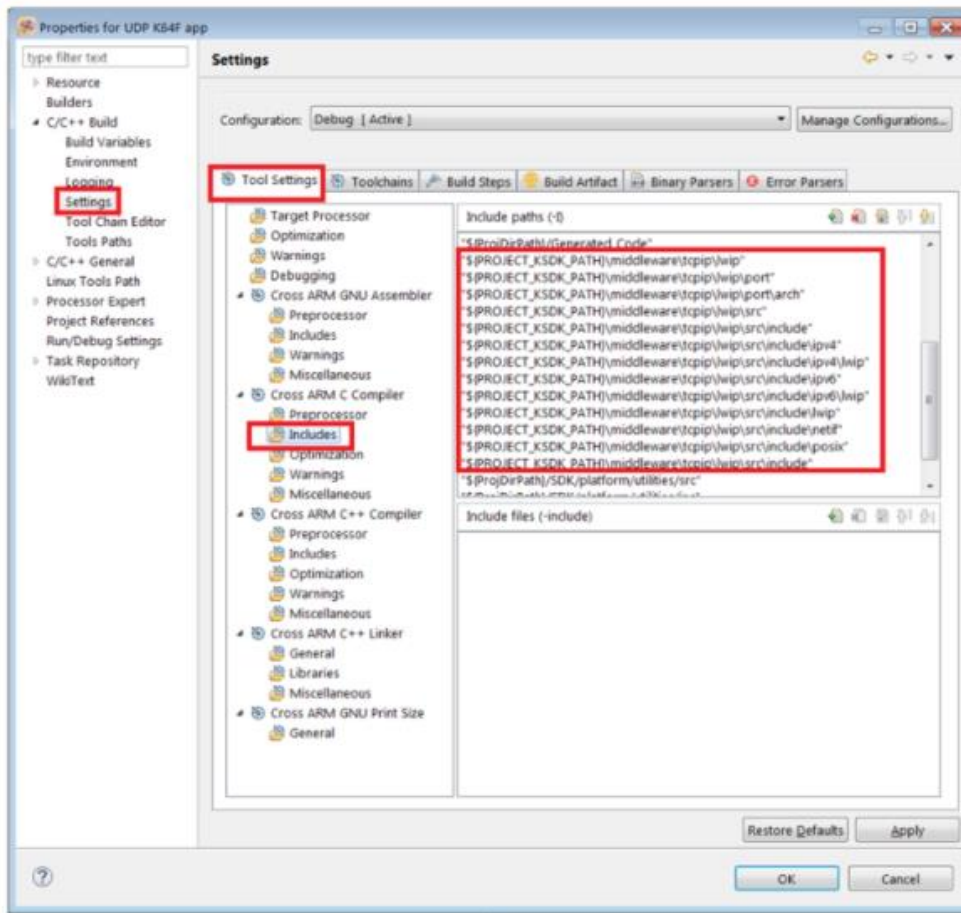 Properties for UDP K64F app
type filter text
Resource
Builders
C/C++ Build
Build Variables
Environment
Logging
Settings
Tool Chain Editor
Tools Paths
C/C++ General
Linux Tools Path
Processor Expert
Project References
Run/Debug Settings
Task Repository
WikiText
Settings
Configuration: Debug [ Active ]
Manage Configurations...
Tool Settings Toolchains Build Steps Build Artifact Binary Parsers Error Parsers
Target Processor
Optimization
Warnings
Debugging
Cross ARM GNU Assembler
Preprocessor
Includes
Warnings
Miscellaneous
Cross ARM C Compiler
Preprocessor
Includes
Optimization
Warnings
Miscellaneous
Cross ARM C++ Compiler
Preprocessor
Includes
Optimization
Warnings
Miscellaneous
Cross ARM C++ Linker
General
Libraries
Miscellaneous
Cross ARM GNU Print Size
General
Include paths (-I)
"${ProjDirPath}/Generated_Code"
"${PROJECT_KSDK_PATH}\middleware\tcpip\lwip"
"${PROJECT_KSDK_PATH}\middleware\tcpip\lwip\port"
"${PROJECT_KSDK_PATH}\middleware\tcpip\lwip\port\arch"
"${PROJECT_KSDK_PATH}\middleware\tcpip\lwip\src"
"${PROJECT_KSDK_PATH}\middleware\tcpip\lwip\src\include"
"${PROJECT_KSDK_PATH}\middleware\tcpip\lwip\src\include\ipv4"
"${PROJECT_KSDK_PATH}\middleware\tcpip\lwip\src\include\ipv4\lwip"
"${PROJECT_KSDK_PATH}\middleware\tcpip\lwip\src\include\ipv6"
"${PROJECT_KSDK_PATH}\middleware\tcpip\lwip\src\include\ipv6\lwip"
"${PROJECT_KSDK_PATH}\middleware\tcpip\lwip\src\include\lwip"
"${PROJECT_KSDK_PATH}\middleware\tcpip\lwip\src\include\netif"
"${PROJECT_KSDK_PATH}\middleware\tcpip\lwip\src\include\posix"
"${PROJECT_KSDK_PATH}\middleware\tcpip\lwip\src\include"
"${ProjDirPath}/SDK/platform/utilities/src"
Include files (-include)
Restore Defaults Apply
OK Cancel